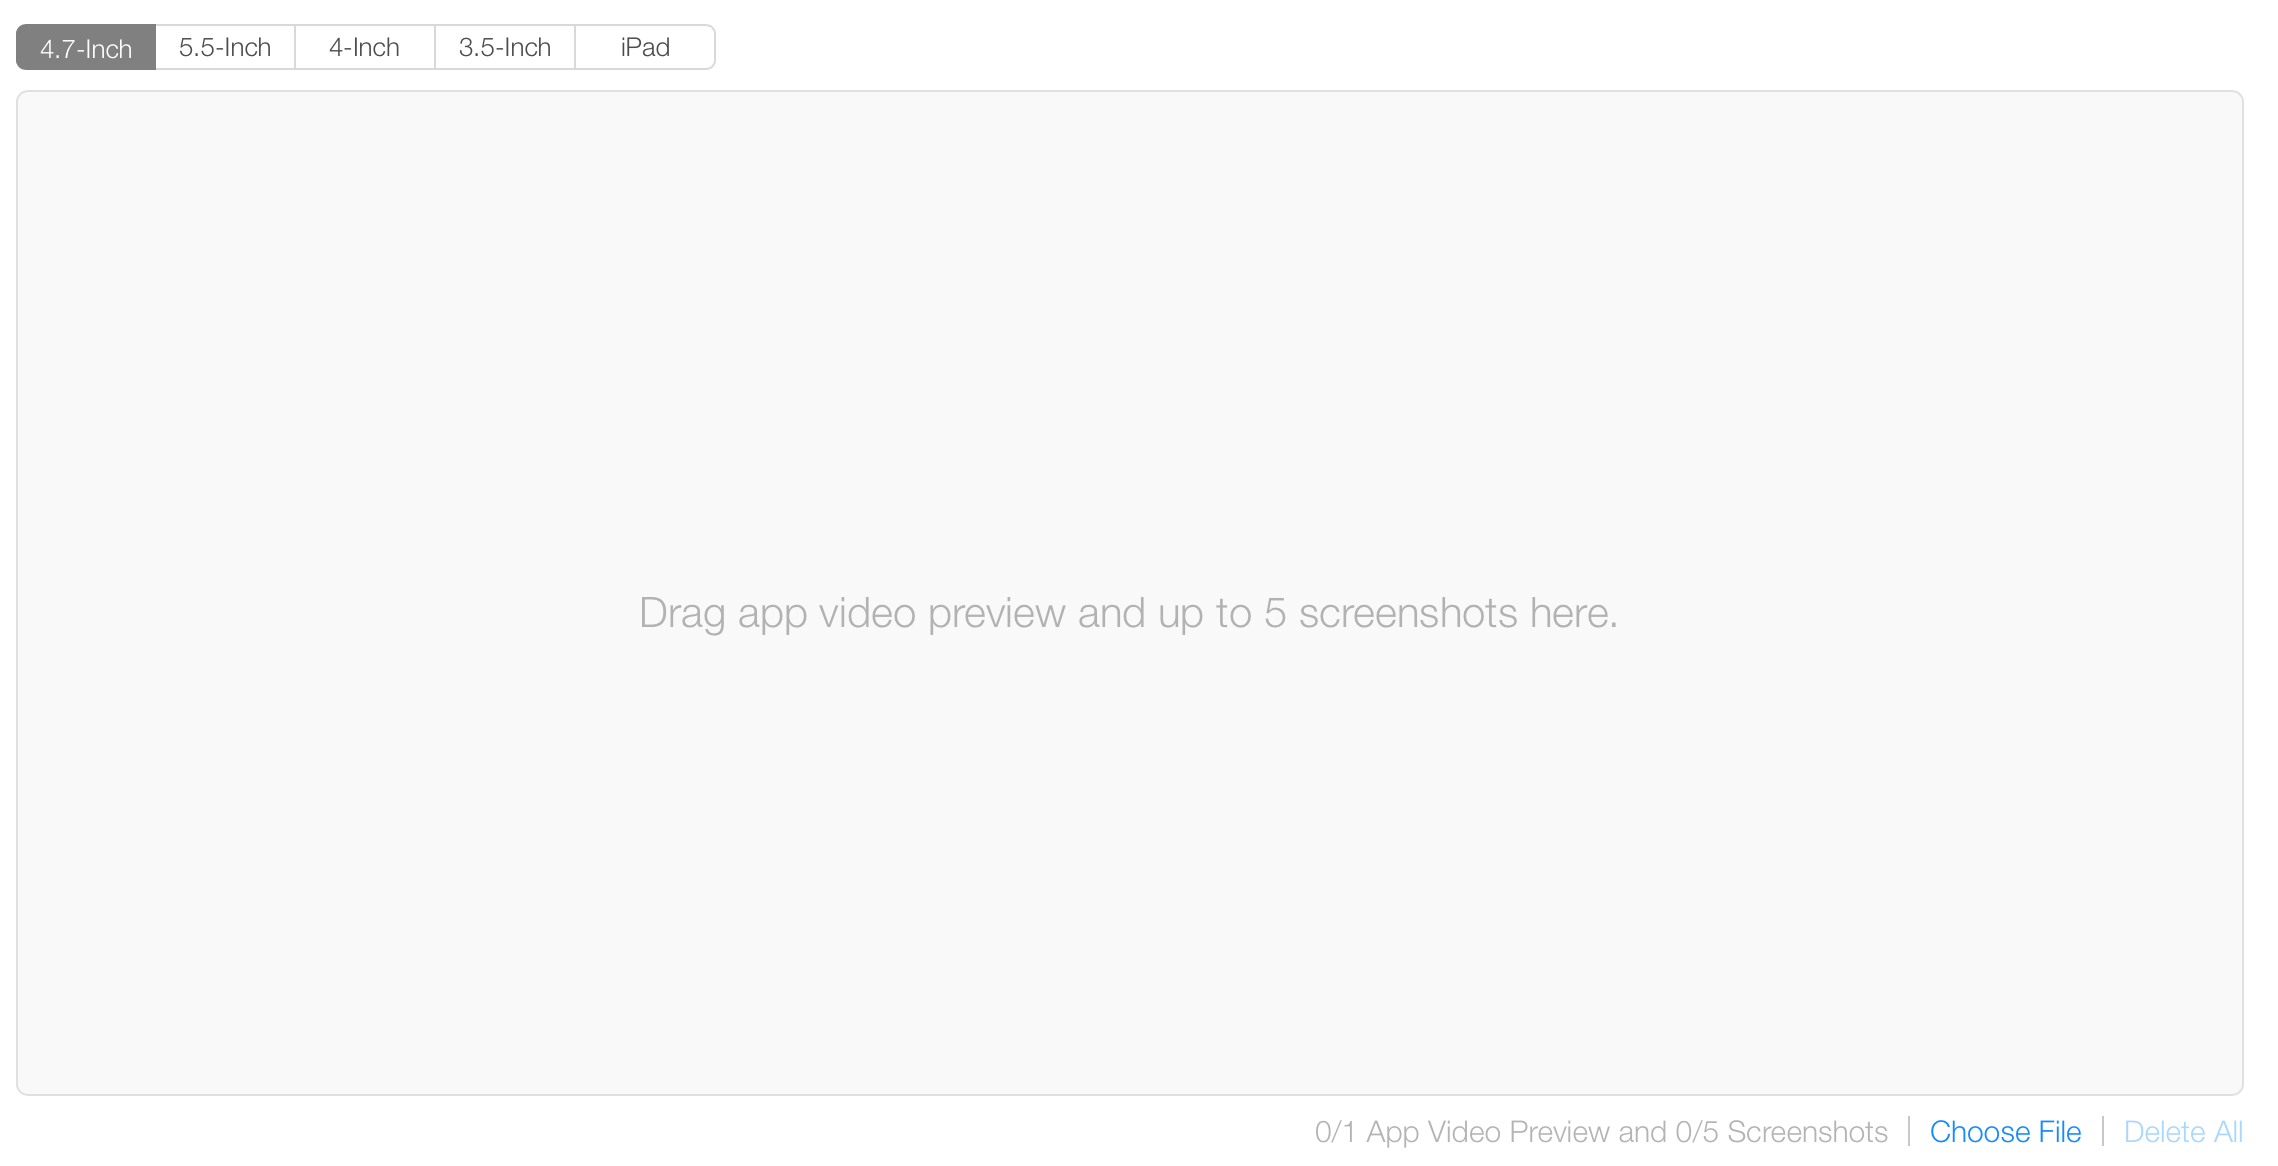 4.7-Inch 5.5-Inch 4-Inch 3.5-Inch iPad
Drag app video preview and up to 5 screenshots here.
0/1 App Video Preview and 0/5 Screenshots Choose File Delete All